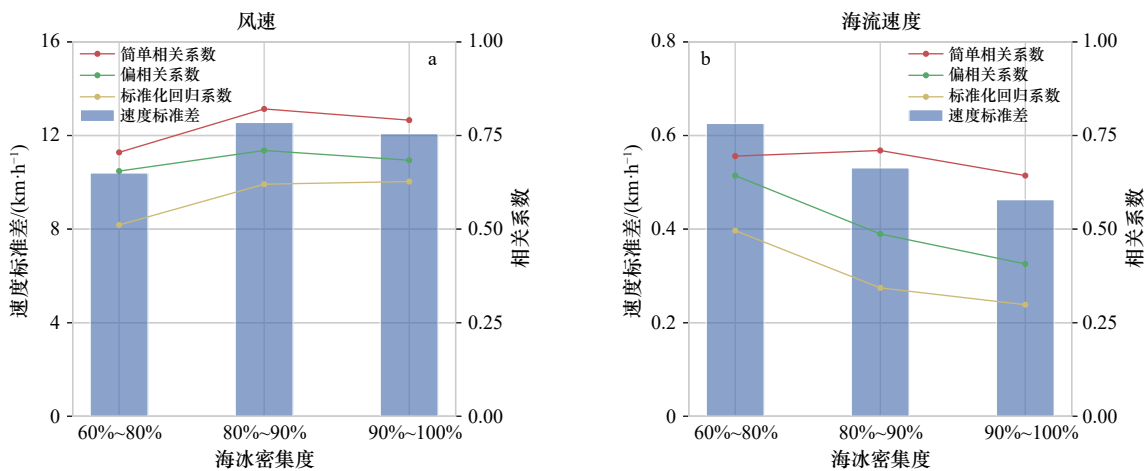 风速
16
12
8
4
0
速度标准差/(km·h⁻¹)
简单相关系数
偏相关系数
标准化回归系数
速度标准差
a
1.00
0.75
0.50
0.25
0.00
相关系数
60%~80%
80%~90%
90%~100%
海冰密集度
海流速度
0.8
0.6
0.4
0.2
0
速度标准差/(km·h⁻¹)
b
简单相关系数
偏相关系数
标准化回归系数
速度标准差
1.00
0.75
0.50
0.25
0.00
相关系数
60%~80%
80%~90%
90%~100%
海冰密集度